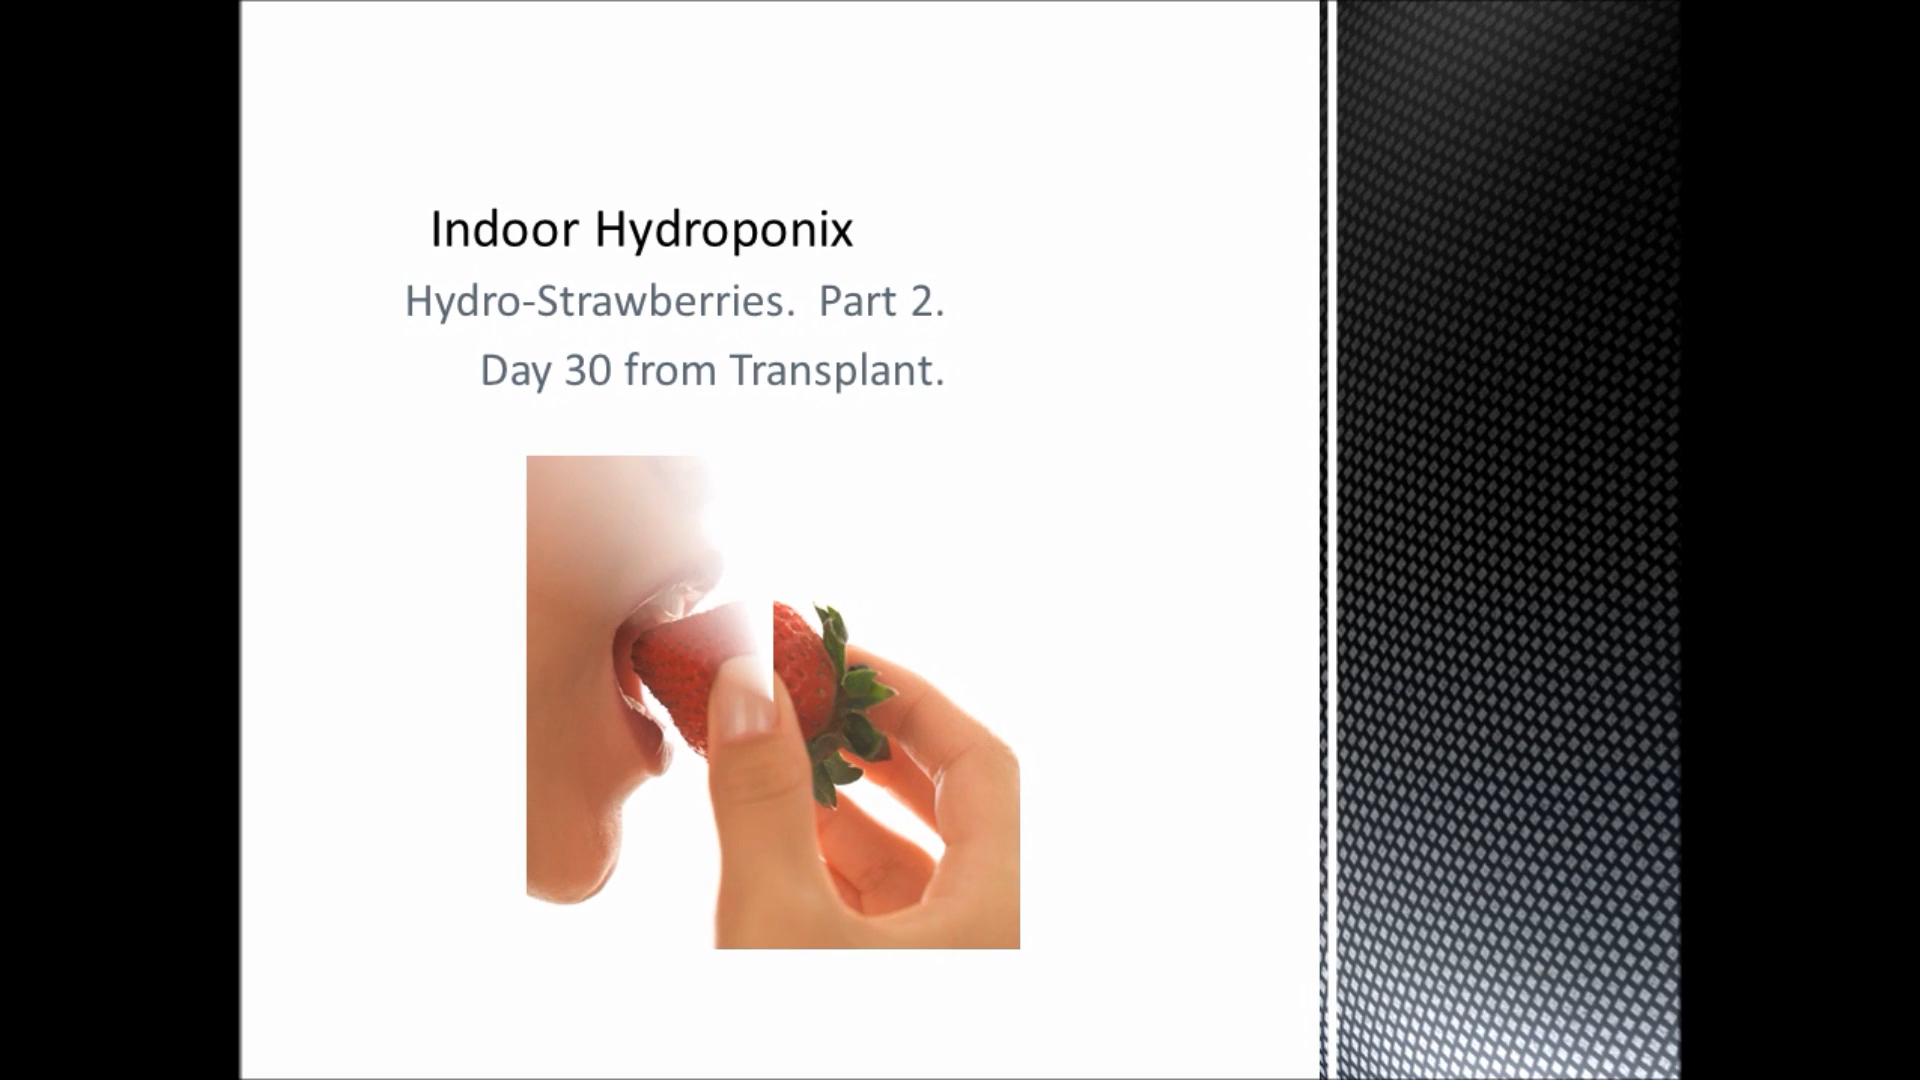 Indoor Hydroponix
Hydro-Strawberries.  Part 2.
Day 30 from Transplant.